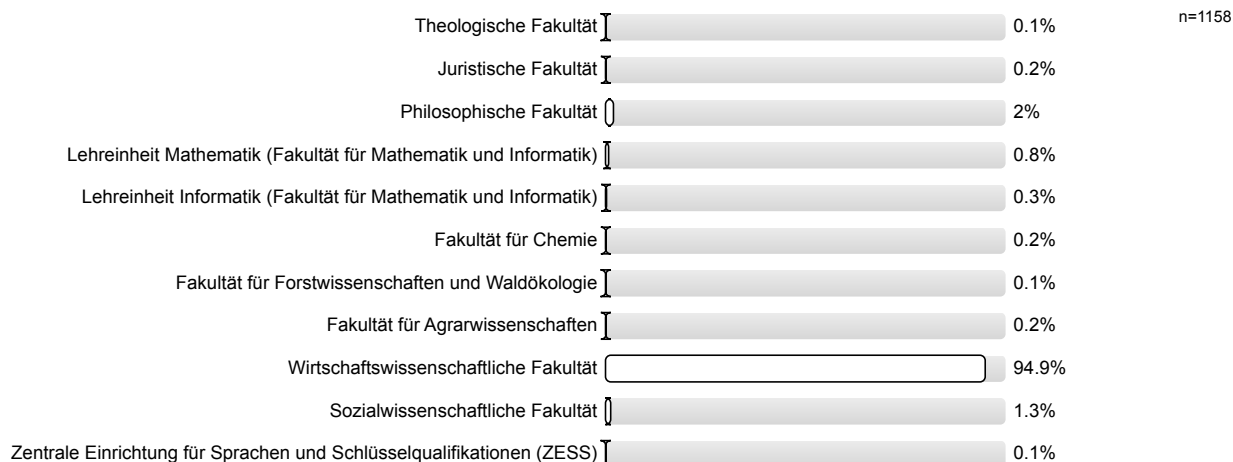 n=1158
Theologische Fakultät 0.1%
Juristische Fakultät 0.2%
Philosophische Fakultät 2%
Lehreinheit Mathematik (Fakultät für Mathematik und Informatik) 0.8%
Lehreinheit Informatik (Fakultät für Mathematik und Informatik) 0.3%
Fakultät für Chemie 0.2%
Fakultät für Forstwissenschaften und Waldökologie 0.1%
Fakultät für Agrarwissenschaften 0.2%
Wirtschaftswissenschaftliche Fakultät 94.9%
Sozialwissenschaftliche Fakultät 1.3%
Zentrale Einrichtung für Sprachen und Schlüsselqualifikationen (ZESS) 0.1%